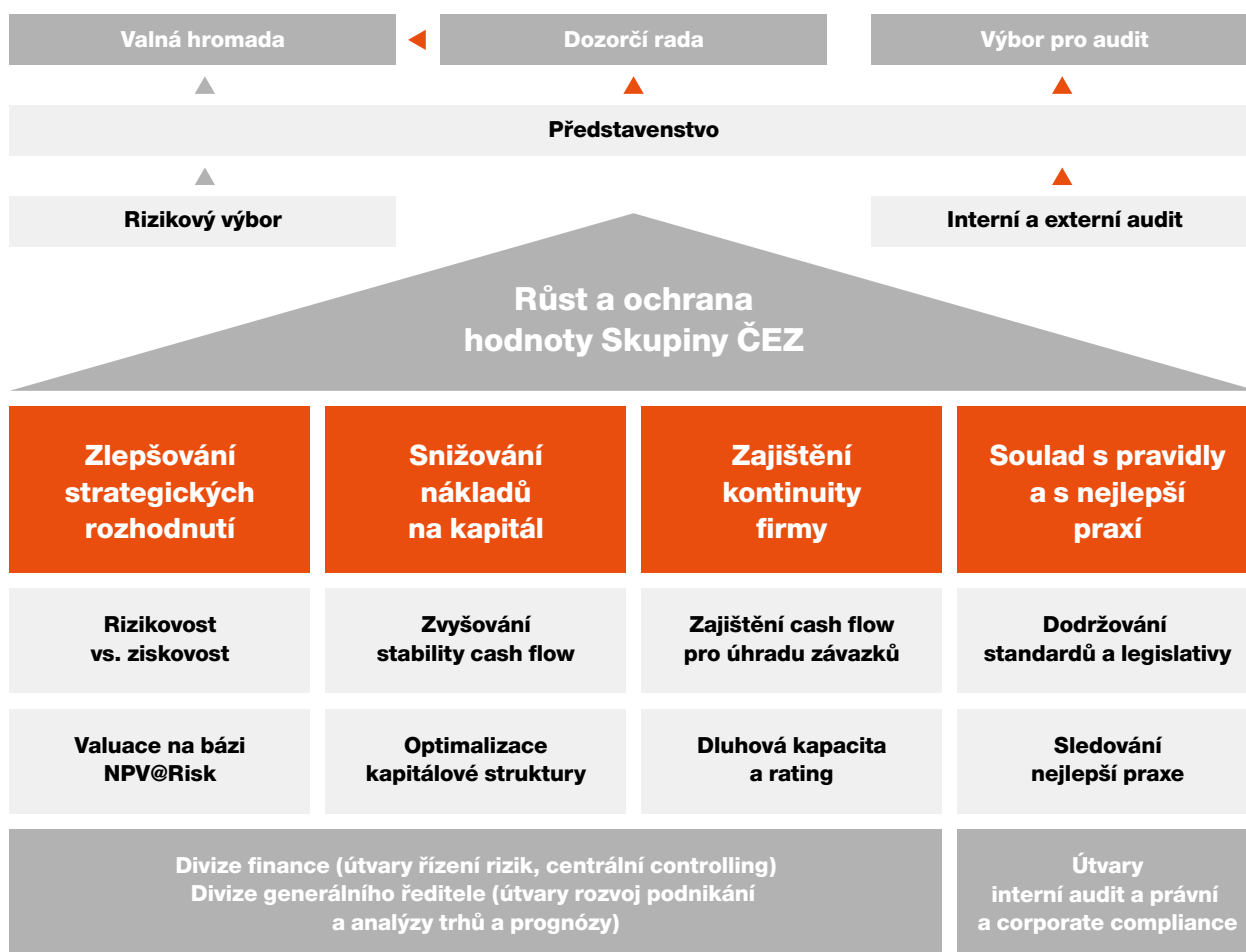 Valná hromada
Dozorčí rada
Výbor pro audit
Představenstvo
Rizikový výbor
Interní a externí audit
Růst a ochrana
hodnoty Skupiny ČEZ
Zlepšování
strategických
rozhodnutí
Snižování
nákladů
na kapitál
Zajištění
kontinuity
firmy
Soulad s pravidly
a s nejlepší
praxí
Rizikovost
vs. ziskovost
Zvyšování
stability cash flow
Zajištění cash flow
pro úhradu závazků
Dodržování
standardů a legislativy
Valuace na bázi
NPV@Risk
Optimalizace
kapitálové struktury
Dluhová kapacita
a rating
Sledování
nejlepší praxe
Divize finance (útvary řízení rizik, centrální controlling)
Divize generálního ředitele (útvary rozvoj podnikání
a analýzy trhů a prognózy)
Útvary
interní audit a právní
a corporate compliance